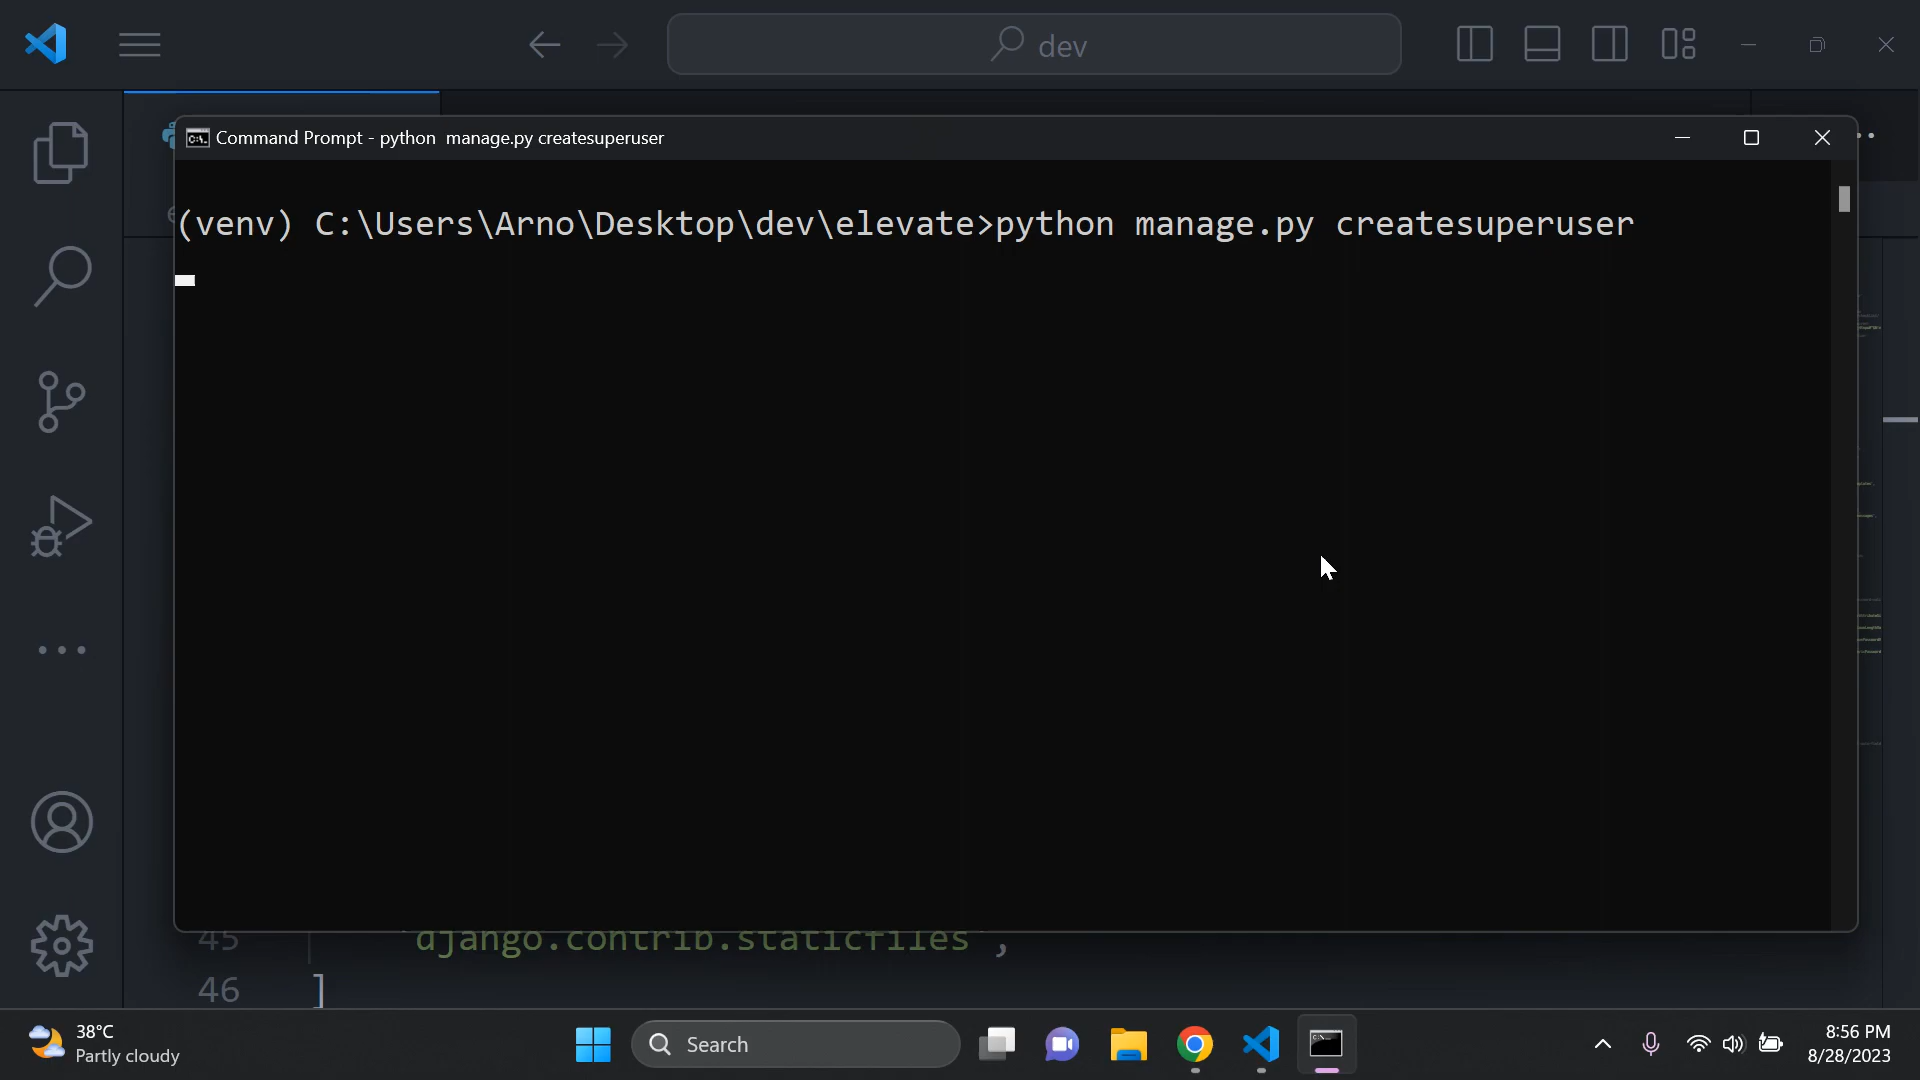 dev
Command Prompt - python  manage.py createsuperuser
(venv) C:\Users\Arno\Desktop\dev\elevate>python manage.py createsuperuser
45 'django.contrib.staticfiles',
46 ]
38°C
Partly cloudy
Search
8:56 PM
8/28/2023